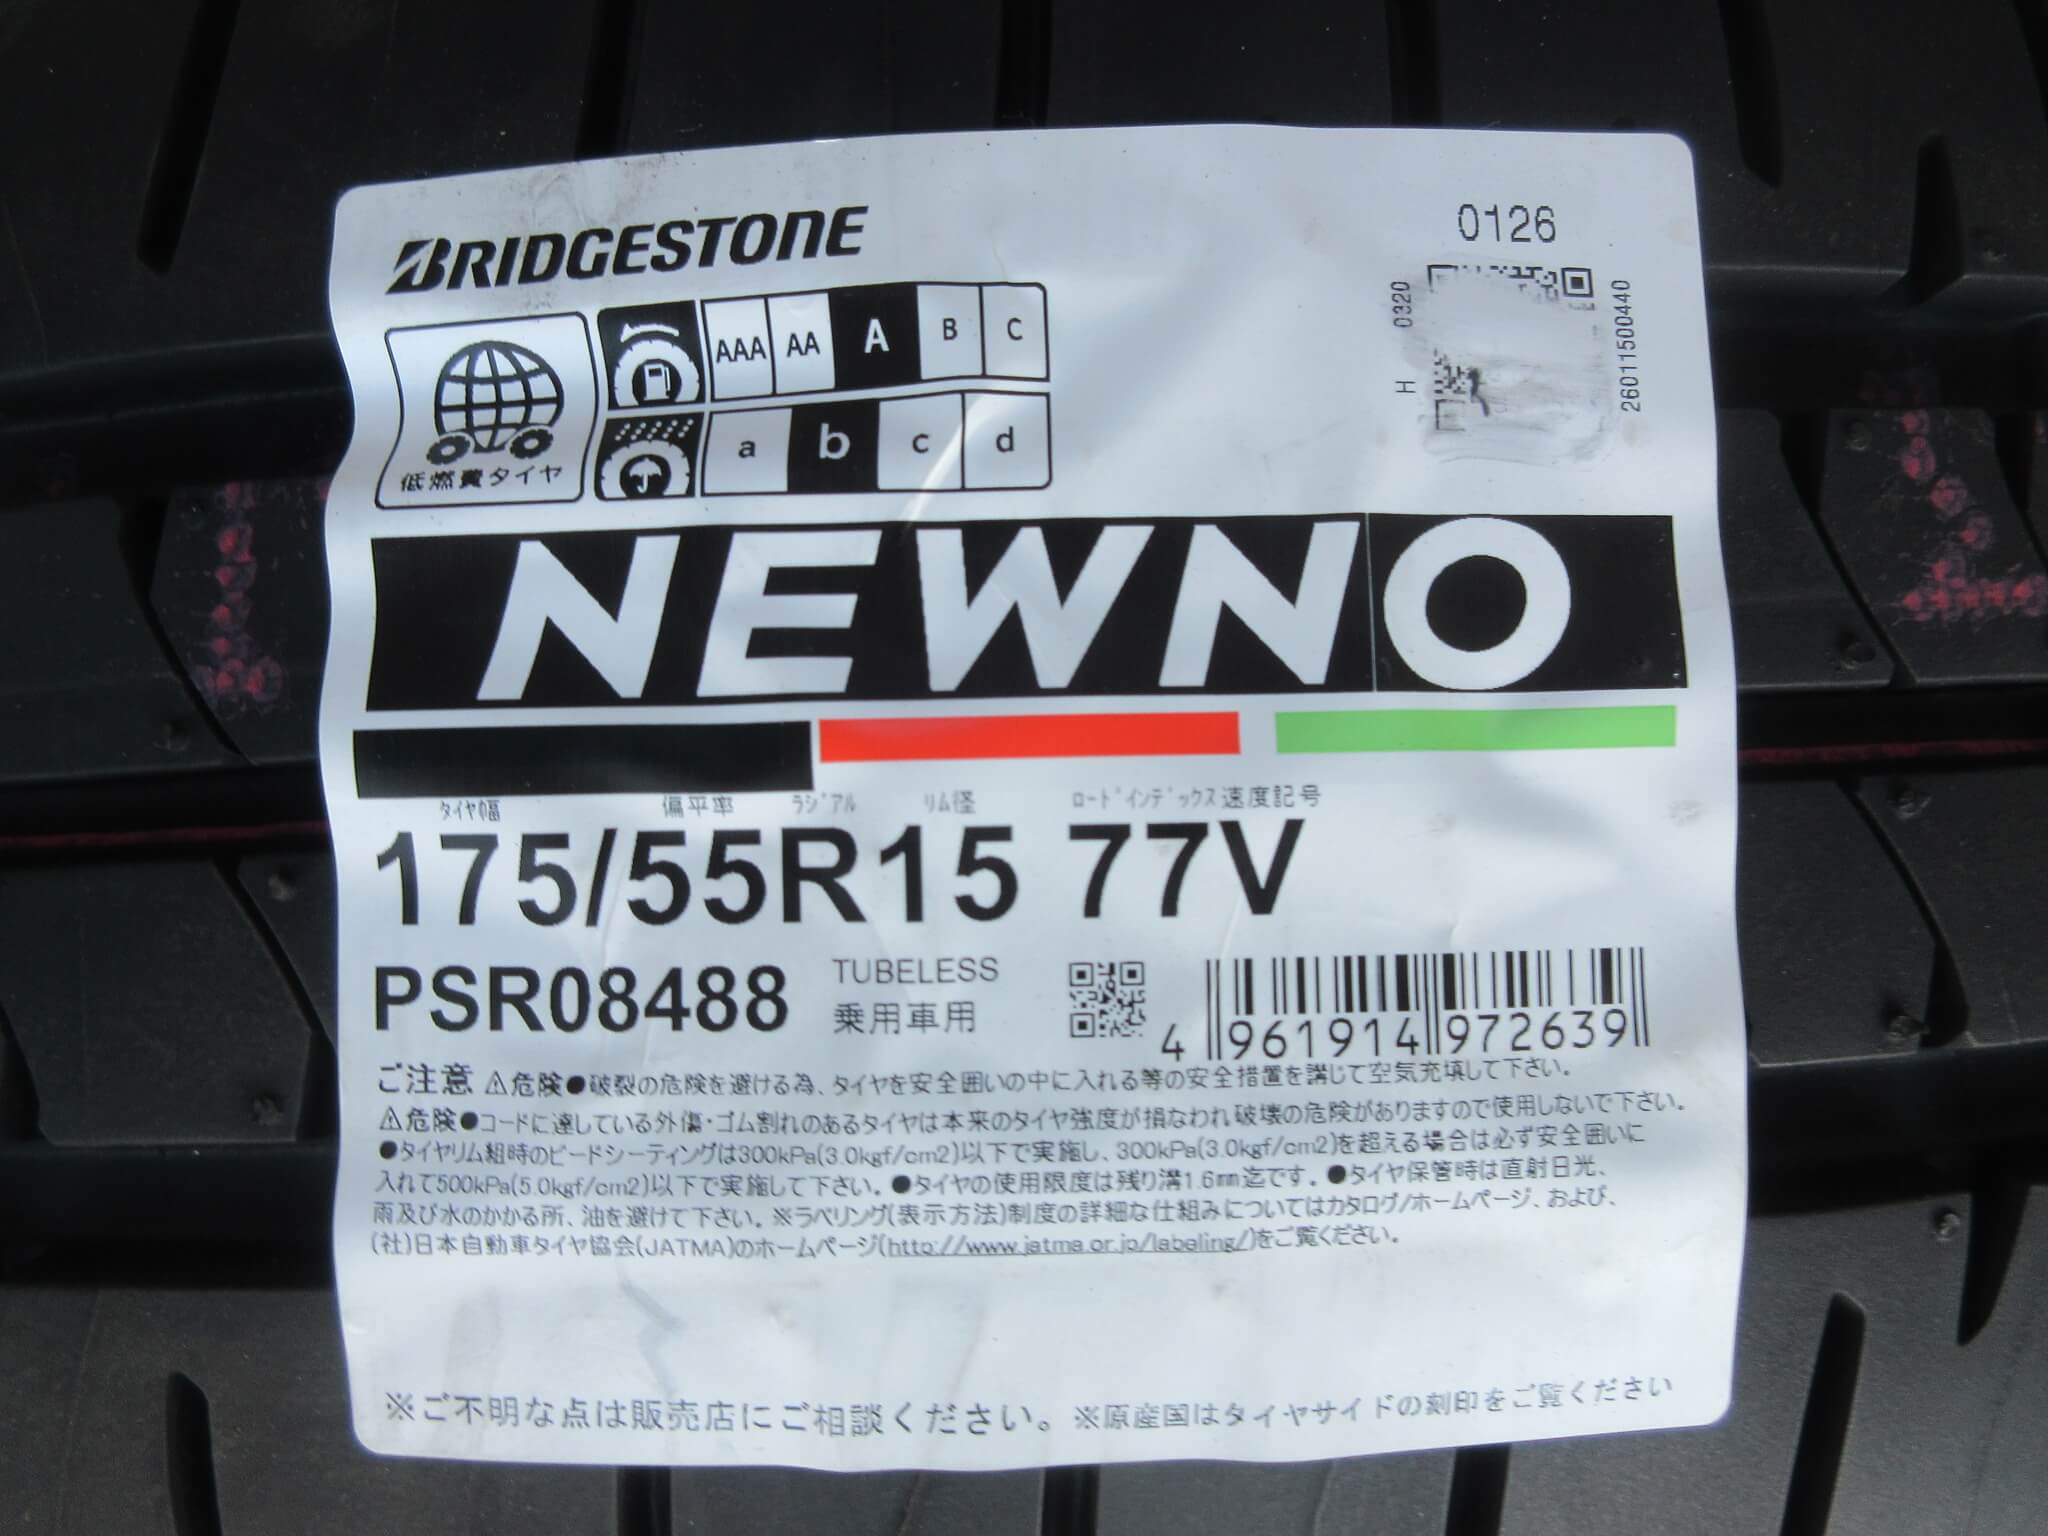 BRIDGESTONE
0126
H 0320
260115001440
低燃費タイヤ
AAA AA A B C
a b c d
NEWNO
タイヤ幅 偏平率 ラジアル リム径 ロードインデックス 速度記号
175/55R15 77V
PSR08488
TUBELESS
乗用車用
4 961914 972639
ご注意 ⚠危険●破裂の危険を避ける為、タイヤを安全囲いの中に入れる等の安全措置を講じて空気充填して下さい。
⚠危険●コードに達している外傷・ゴム割れのあるタイヤは本来のタイヤ強度が損なわれ破壊の危険がありますので使用しないで下さい。
●タイヤリム組時のビードシーティングは300kPa(3.0kgf/cm2)以下で実施し、300kPa(3.0kgf/cm2)を超える場合は必ず安全囲いに
入れて500kPa(5.0kgf/cm2)以下で実施して下さい。●タイヤの使用限度は残り溝1.6mm迄です。●タイヤ保管時は直射日光、
雨及び水のかかる所、油を避けて下さい。※ラベリング(表示方法)制度の詳細な仕組みについてはカタログ/ホームページ、および、
(社)日本自動車タイヤ協会(JATMA)のホームページ(http://www.jatma.or.jp/labeling/)をご覧ください。
※ご不明な点は販売店にご相談ください。※原産国はタイヤサイドの刻印をご覧ください